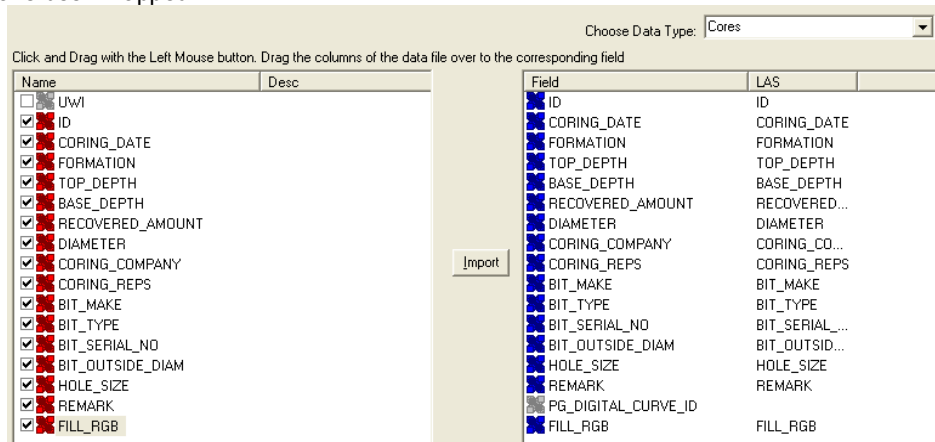 Choose Data Type: Cores
Click and Drag with the Left Mouse button. Drag the columns of the data file over to the corresponding field
Name Desc
UWI
ID
CORING_DATE
FORMATION
TOP_DEPTH
BASE_DEPTH
RECOVERED_AMOUNT
DIAMETER
CORING_COMPANY
CORING_REPS
BIT_MAKE
BIT_TYPE
BIT_SERIAL_NO
BIT_OUTSIDE_DIAM
HOLE_SIZE
REMARK
FILL_RGB
Import
Field LAS
ID ID
CORING_DATE CORING_DATE
FORMATION FORMATION
TOP_DEPTH TOP_DEPTH
BASE_DEPTH BASE_DEPTH
RECOVERED_AMOUNT RECOVERED...
DIAMETER DIAMETER
CORING_COMPANY CORING_CO...
CORING_REPS CORING_REPS
BIT_MAKE BIT_MAKE
BIT_TYPE BIT_TYPE
BIT_SERIAL_NO BIT_SERIAL_...
BIT_OUTSIDE_DIAM BIT_OUTSID...
HOLE_SIZE HOLE_SIZE
REMARK REMARK
PG_DIGITAL_CURVE_ID
FILL_RGB FILL_RGB